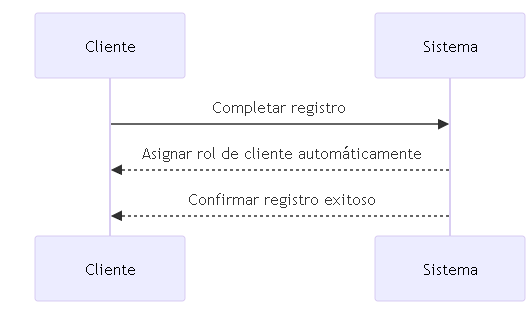 Cliente
Sistema
Completar registro
Asignar rol de cliente automáticamente
Confirmar registro exitoso
Cliente
Sistema